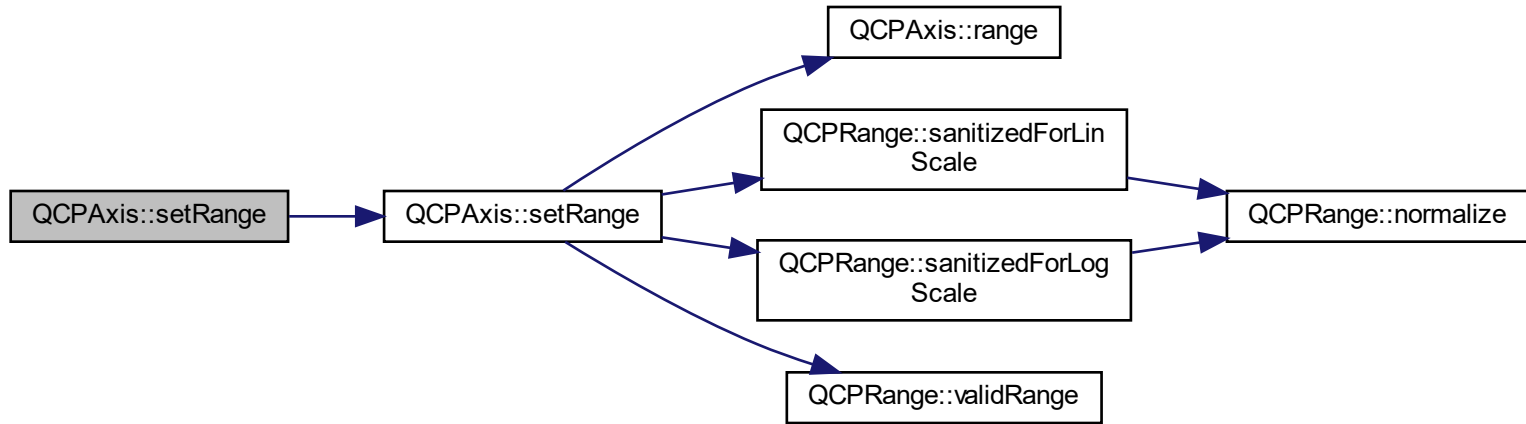 QCPAxis::range
QCPRange::sanitizedForLin
Scale
QCPAxis::setRange
QCPAxis::setRange
QCPRange::normalize
QCPRange::sanitizedForLog
Scale
QCPRange::validRange